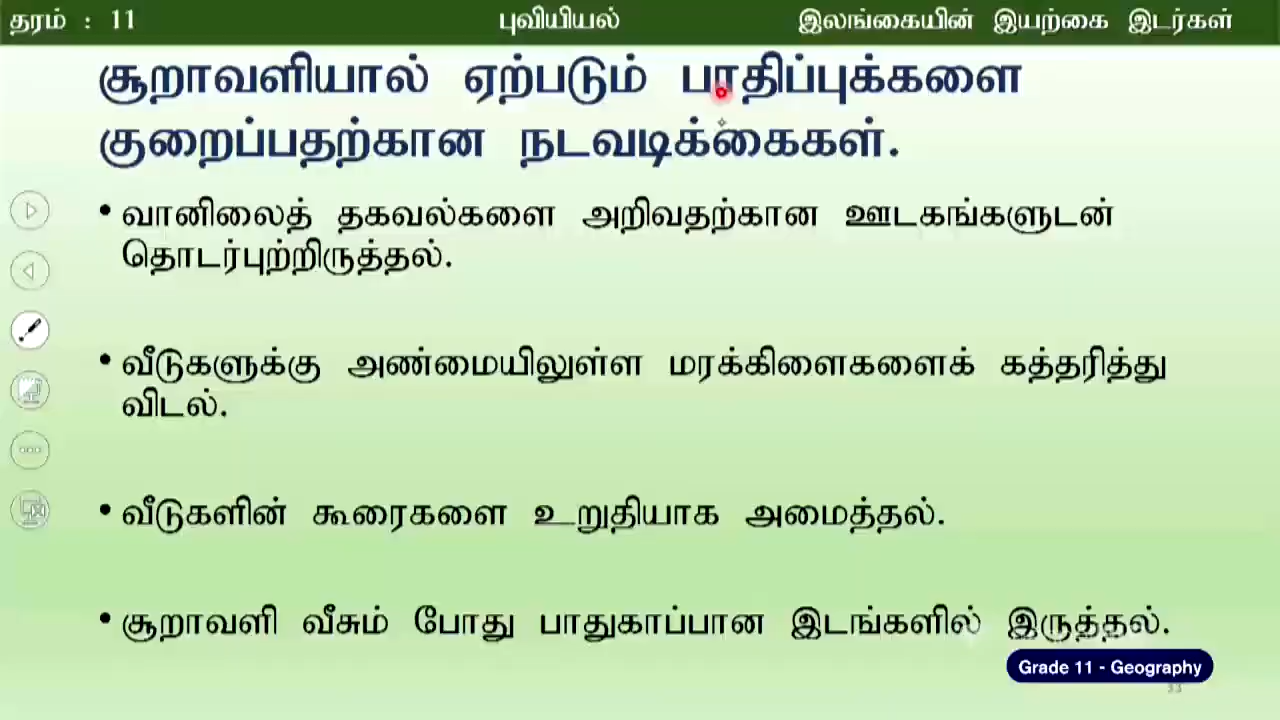 தரம் : 11 புவியியல் இலங்கையின் இயற்கை இடர்கள்
சூறாவளியால் ஏற்படும் பாதிப்புக்களை
குறைப்பதற்கான நடவடிக்கைகள்.
• வானிலைத் தகவல்களை அறிவதற்கான ஊடகங்களுடன்
தொடர்புற்றிருத்தல்.
• வீடுகளுக்கு அண்மையிலுள்ள மரக்கிளைகளைக் கத்தரித்து
விடல்.
• வீடுகளின் கூரைகளை உறுதியாக அமைத்தல்.
• சூறாவளி வீசும் போது பாதுகாப்பான இடங்களில் இருத்தல்.
Grade 11 - Geography
33